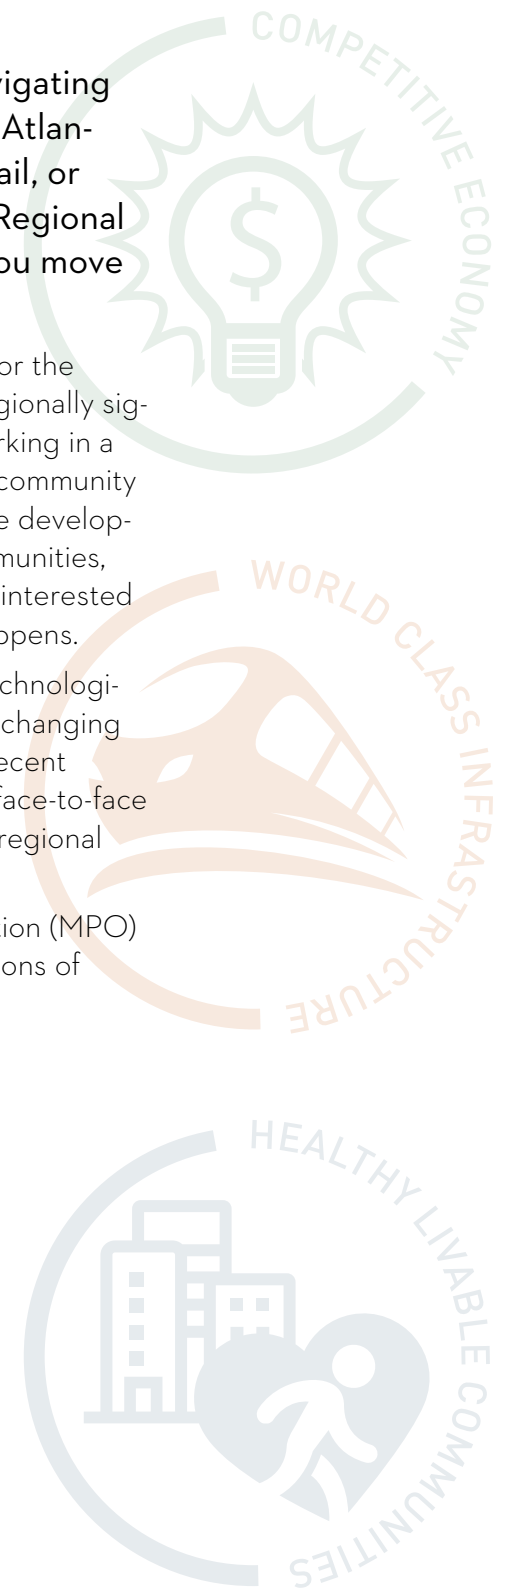 vigating
Atlan-
ail, or
Regional
ou move
or the
gionally sig-
rking in a
community
e develop-
munities,
interested
ppens.
chnologi-
changing
ecent
face-to-face
regional
tion (MPO)
ons of
COMPETITIVE ECONOMY
$
WORLD CLASS INFRASTRUCTURE
HEALTHY LIVABLE COMMUNITIES